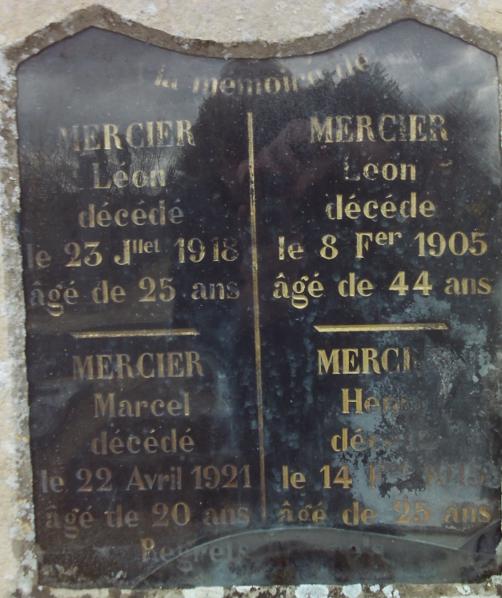 la mémoire de
MERCIER
Léon
décédé
le 23 Jllet 1918
âgé de 25 ans
MERCIER
Léon
décédé
le 8 Fer 1905
âgé de 44 ans
MERCIER
Marcel
décédé
le 22 Avril 1921
âgé de 20 ans
MERCI
le 14
âgé de 25 ans
Regrets